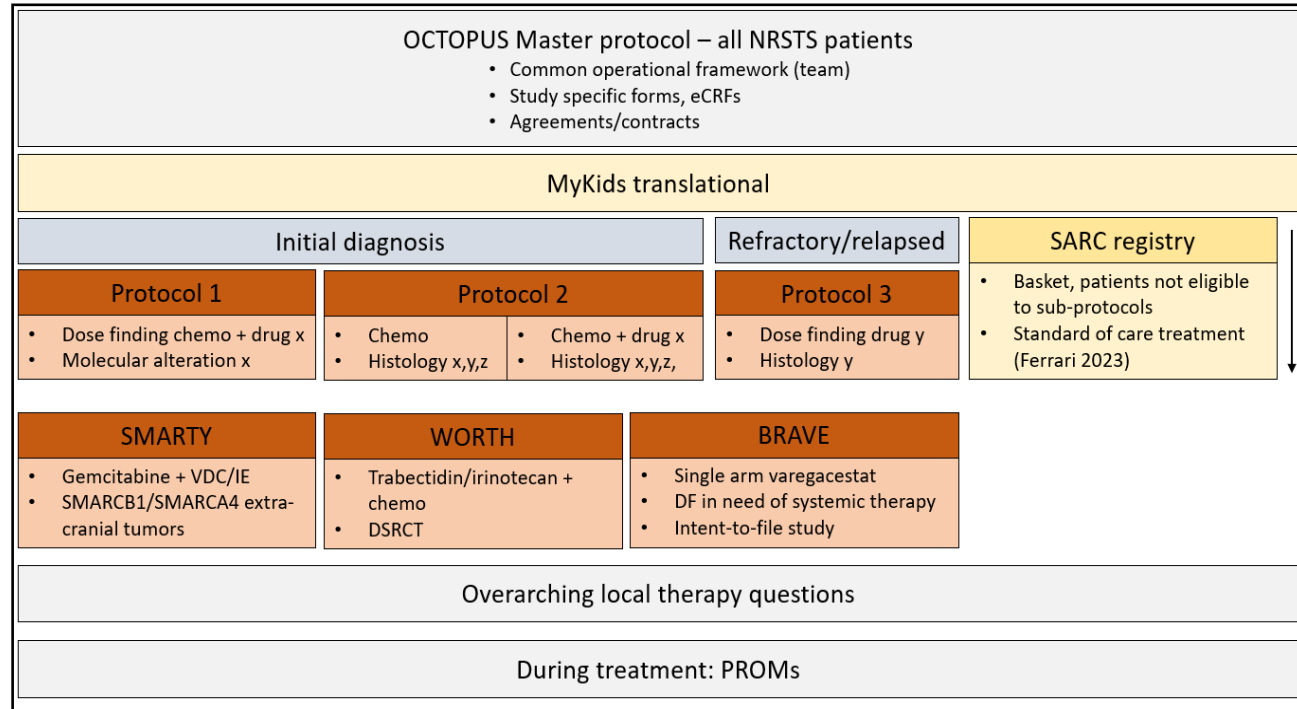 OCTOPUS Master protocol – all NRSTS patients
• Common operational framework (team)
• Study specific forms, eCRFs
• Agreements/contracts
MyKids translational
Initial diagnosis
Refractory/relapsed
SARC registry
• Basket, patients not eligible
to sub-protocols
• Standard of care treatment
(Ferrari 2023)
Protocol 1
• Dose finding chemo + drug x
• Molecular alteration x
Protocol 2
• Chemo
• Histology x,y,z
• Chemo + drug x
• Histology x,y,z,
Protocol 3
• Dose finding drug y
• Histology y
SMARTY
• Gemcitabine + VDC/IE
• SMARCB1/SMARCA4 extra-
cranial tumors
WORTH
• Trabectidin/irinotecan +
chemo
• DSRCT
BRAVE
• Single arm varegacestat
• DF in need of systemic therapy
• Intent-to-file study
Overarching local therapy questions
During treatment: PROMs